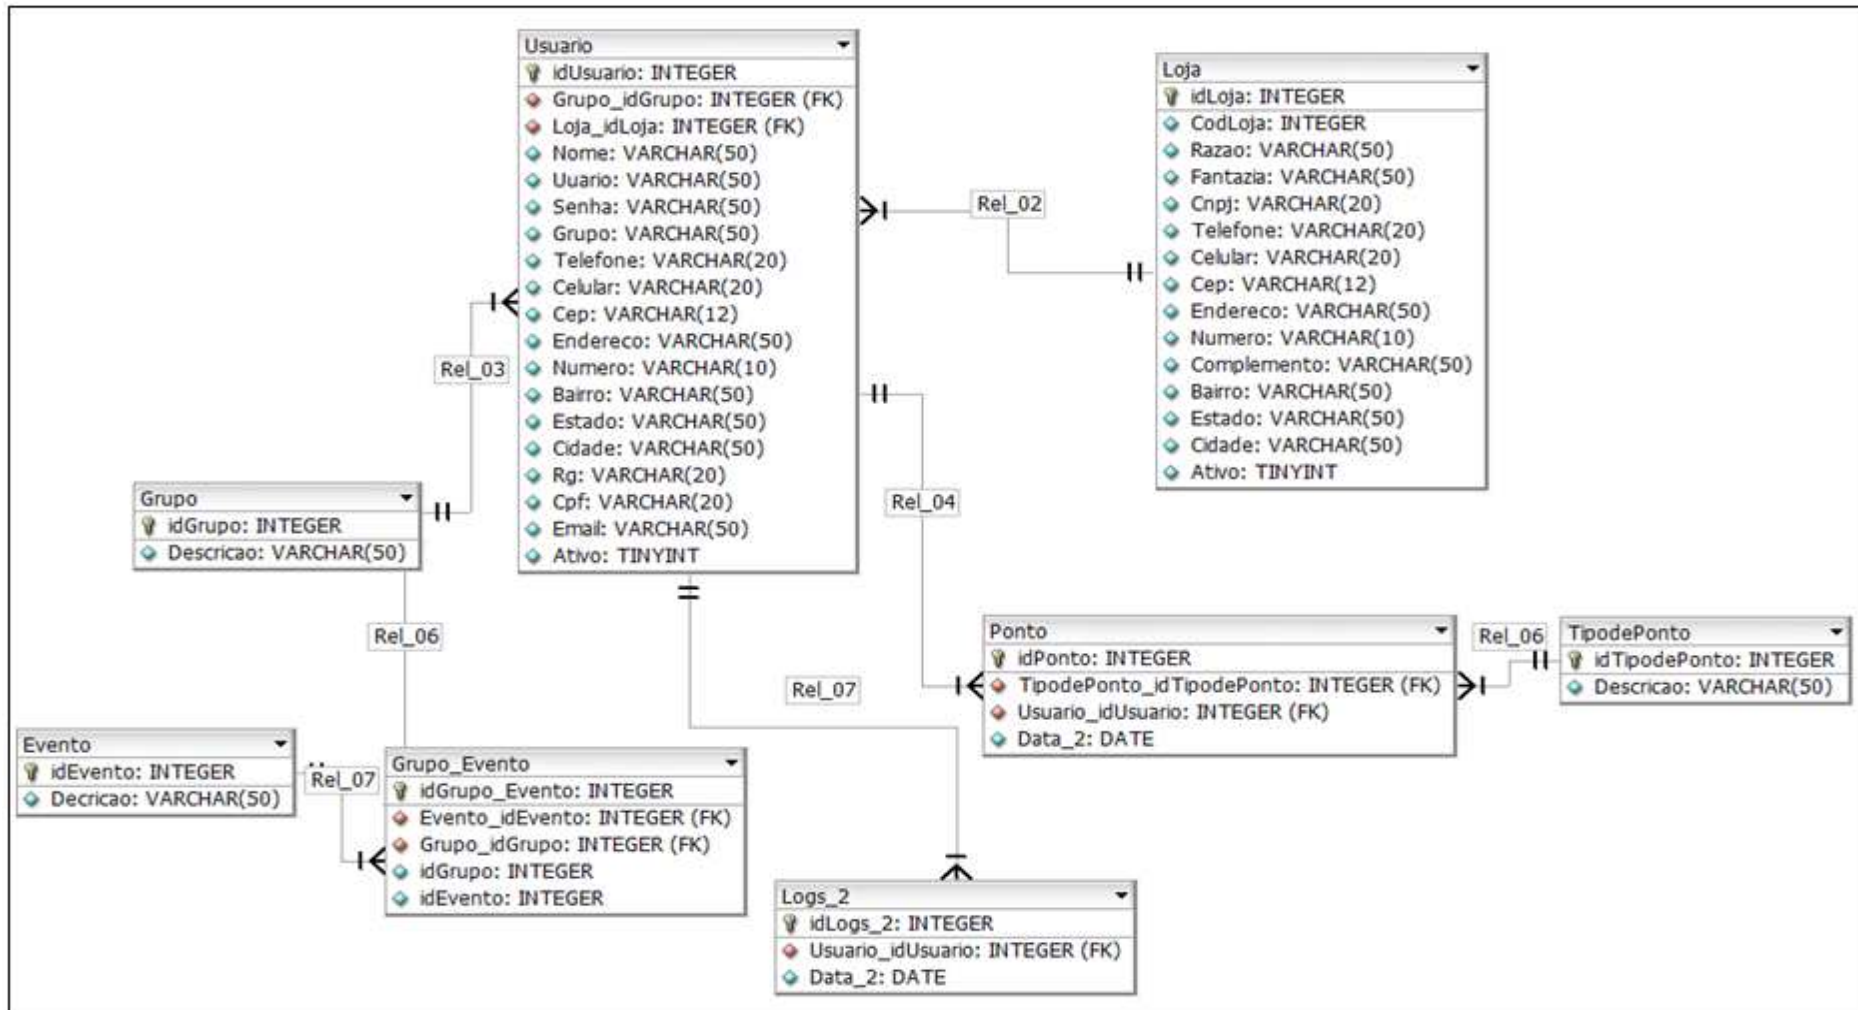 Usuario
idUsuario: INTEGER
Grupo_idGrupo: INTEGER (FK)
Loja_idLoja: INTEGER (FK)
Nome: VARCHAR(50)
Uuario: VARCHAR(50)
Senha: VARCHAR(50)
Grupo: VARCHAR(50)
Telefone: VARCHAR(20)
Celular: VARCHAR(20)
Cep: VARCHAR(12)
Endereco: VARCHAR(50)
Numero: VARCHAR(10)
Bairro: VARCHAR(50)
Estado: VARCHAR(50)
Cidade: VARCHAR(50)
Rg: VARCHAR(20)
Cpf: VARCHAR(20)
Email: VARCHAR(50)
Ativo: TINYINT
Loja
idLoja: INTEGER
CodLoja: INTEGER
Razao: VARCHAR(50)
Fantazia: VARCHAR(50)
Cnpj: VARCHAR(20)
Telefone: VARCHAR(20)
Celular: VARCHAR(20)
Cep: VARCHAR(12)
Endereco: VARCHAR(50)
Numero: VARCHAR(10)
Complemento: VARCHAR(50)
Bairro: VARCHAR(50)
Estado: VARCHAR(50)
Cidade: VARCHAR(50)
Ativo: TINYINT
Rel_02
Rel_03
Rel_04
Grupo
idGrupo: INTEGER
Descricao: VARCHAR(50)
Rel_06
Rel_07
Ponto
idPonto: INTEGER
TipodePonto_idTipodePonto: INTEGER (FK)
Usuario_idUsuario: INTEGER (FK)
Data_2: DATE
Rel_06
TipodePonto
idTipodePonto: INTEGER
Descricao: VARCHAR(50)
Evento
idEvento: INTEGER
Decricao: VARCHAR(50)
Rel_07
Grupo_Evento
idGrupo_Evento: INTEGER
Evento_idEvento: INTEGER (FK)
Grupo_idGrupo: INTEGER (FK)
idGrupo: INTEGER
idEvento: INTEGER
Logs_2
idLogs_2: INTEGER
Usuario_idUsuario: INTEGER (FK)
Data_2: DATE